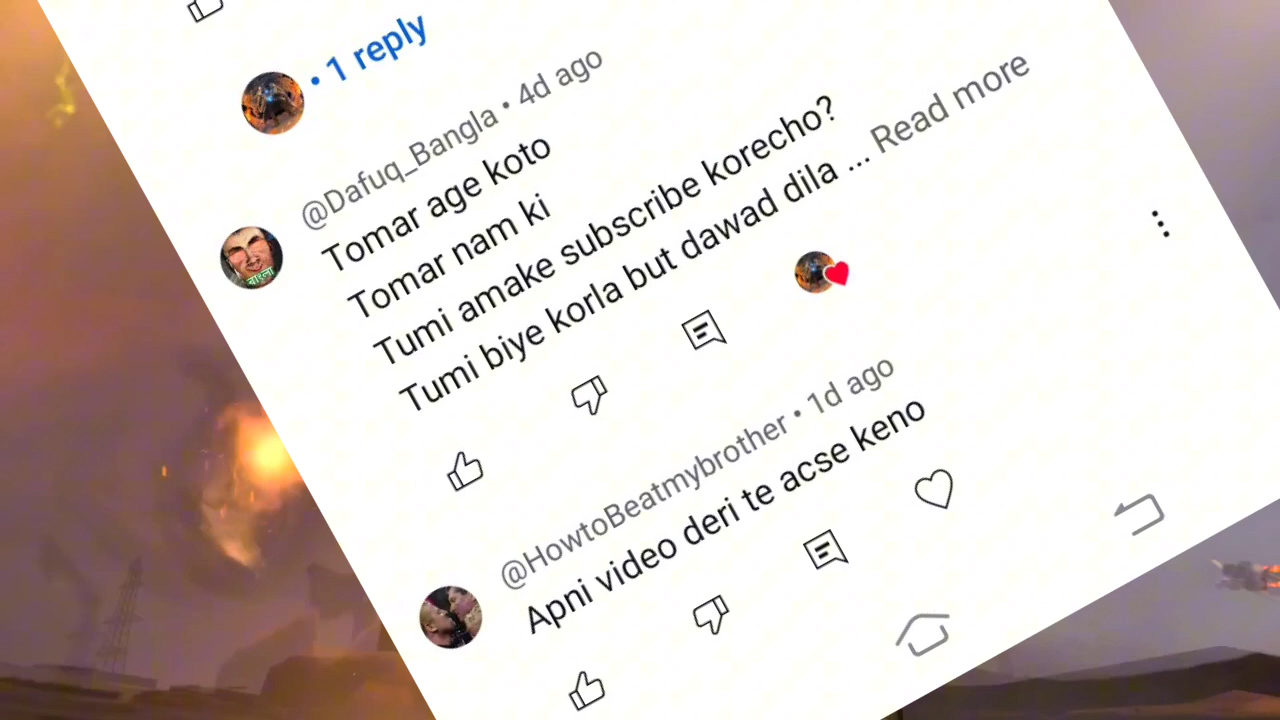 • 1 reply
@Dafuq_Bangla • 4d ago
Tomar age koto
Tomar nam ki
Tumi amake subscribe korecho?
Tumi biye korla but dawad dila ... Read more
বাংলা
@HowtoBeatmybrother • 1d ago
Apni video deri te acse keno